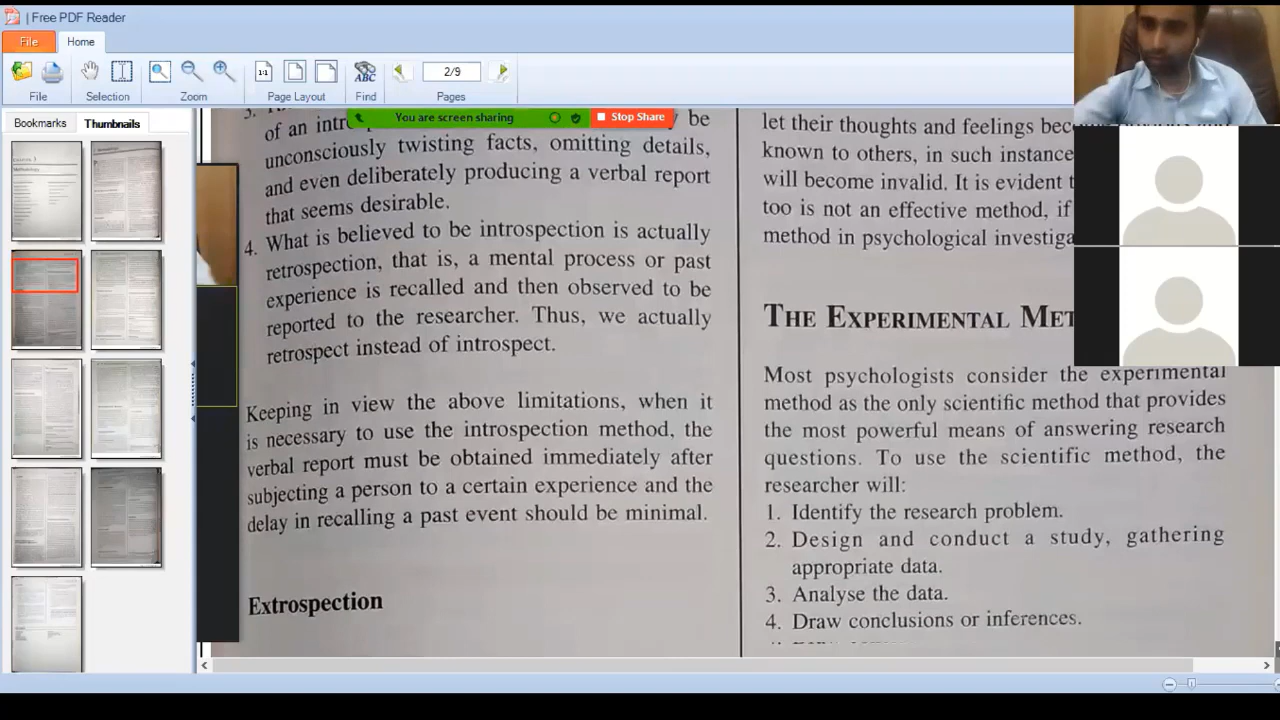 | Free PDF Reader
File
Home
1:1
ABC
2/9
File
Selection
Zoom
Page Layout
Find
Pages
Bookmarks
Thumbnails
You are screen sharing
Stop Share
3.
of an be
unconsciously twisting facts, omitting details,
and even deliberately producing a verbal report
that seems desirable.
4. What is believed to be introspection is actually
retrospection, that is, a mental process or past
experience is recalled and then observed to be
reported to the researcher. Thus, we actually
retrospect instead of introspect.
Keeping in view the above limitations, when it
is necessary to use the introspection method, the
verbal report must be obtained immediately after
subjecting a person to a certain experience and the
delay in recalling a past event should be minimal.
Extrospection
let their thoughts and feelings
known to others, in such instance
will become invalid. It is evident
too is not an effective method, if
method in psychological
THE EXPERIMENTAL
Most psychologists consider the experimental
method as the only scientific method that provides
the most powerful means of answering research
questions. To use the scientific method, the
researcher will:
1. Identify the research problem.
2. Design and conduct a study, gathering
appropriate data.
3. Analyse the data.
4. Draw conclusions or inferences.